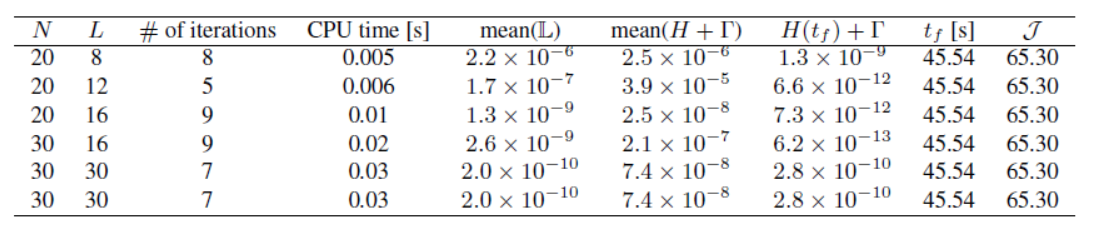 N L # of iterations CPU time [s] mean(𝕃) mean(H + Γ) H(t_f) + Γ t_f [s] 𝒥
20 8 8 0.005 2.2 × 10⁻⁶ 2.5 × 10⁻⁶ 1.3 × 10⁻⁹ 45.54 65.30
20 12 5 0.006 1.7 × 10⁻⁷ 3.9 × 10⁻⁵ 6.6 × 10⁻¹² 45.54 65.30
20 16 9 0.01 1.3 × 10⁻⁹ 2.5 × 10⁻⁸ 7.3 × 10⁻¹² 45.54 65.30
30 16 9 0.02 2.6 × 10⁻⁹ 2.1 × 10⁻⁷ 6.2 × 10⁻¹³ 45.54 65.30
30 30 7 0.03 2.0 × 10⁻¹⁰ 7.4 × 10⁻⁸ 2.8 × 10⁻¹⁰ 45.54 65.30
30 30 7 0.03 2.0 × 10⁻¹⁰ 7.4 × 10⁻⁸ 2.8 × 10⁻¹⁰ 45.54 65.30